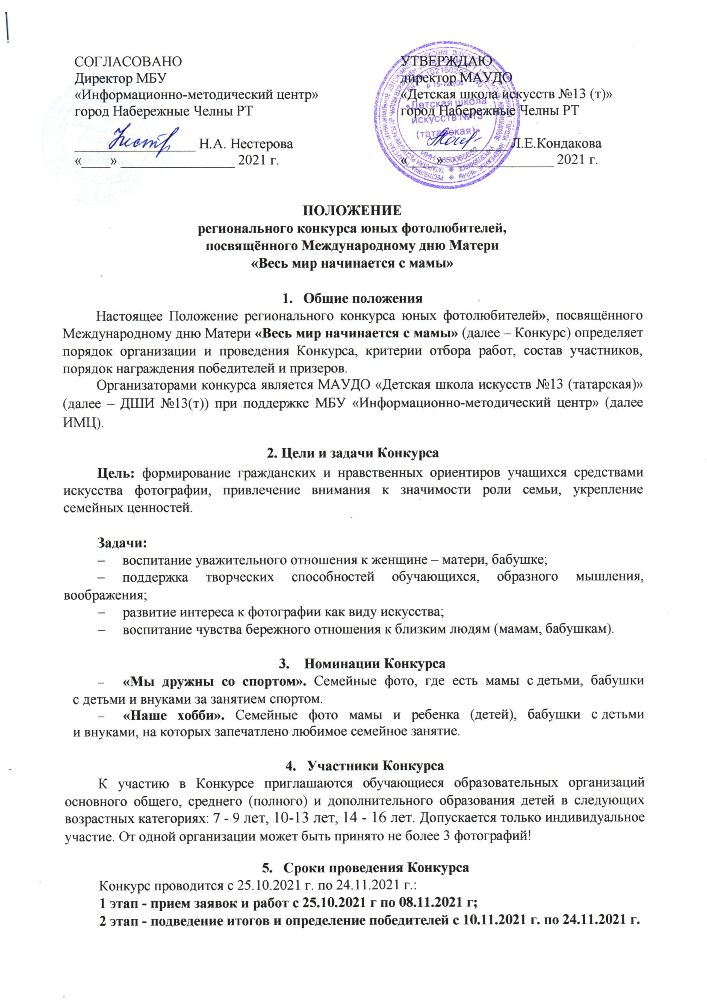 СОГЛАСОВАНО
Директор МБУ
«Информационно-методический центр»
город Набережные Челны РТ
_________________ Н.А. Нестерова
«____» ________________ 2021 г.
УТВЕРЖДАЮ
директор МАУДО
«Детская школа искусств №13 (т)»
город Набережные Челны РТ
Л.Е.Кондакова
«____» _______________ 2021 г.
«Детская школа
искусств №13
(татарская)»
ПОЛОЖЕНИЕ
регионального конкурса юных фотолюбителей,
посвящённого Международному дню Матери
«Весь мир начинается с мамы»
1. Общие положения
Настоящее Положение регионального конкурса юных фотолюбителей», посвящённого
Международному дню Матери «Весь мир начинается с мамы» (далее – Конкурс) определяет
порядок организации и проведения Конкурса, критерии отбора работ, состав участников,
порядок награждения победителей и призеров.
Организаторами конкурса является МАУДО «Детская школа искусств №13 (татарская)»
(далее – ДШИ №13(т)) при поддержке МБУ «Информационно-методический центр» (далее
ИМЦ).
2. Цели и задачи Конкурса
Цель: формирование гражданских и нравственных ориентиров учащихся средствами
искусства фотографии, привлечение внимания к значимости роли семьи, укрепление
семейных ценностей.
Задачи:
– воспитание уважительного отношения к женщине – матери, бабушке;
– поддержка творческих способностей обучающихся, образного мышления,
воображения;
– развитие интереса к фотографии как виду искусства;
– воспитание чувства бережного отношения к близким людям (мамам, бабушкам).
3. Номинации Конкурса
– «Мы дружны со спортом». Семейные фото, где есть мамы с детьми, бабушки
с детьми и внуками за занятием спортом.
– «Наше хобби». Семейные фото мамы и ребенка (детей), бабушки с детьми
и внуками, на которых запечатлено любимое семейное занятие.
4. Участники Конкурса
К участию в Конкурсе приглашаются обучающиеся образовательных организаций
основного общего, среднего (полного) и дополнительного образования детей в следующих
возрастных категориях: 7 - 9 лет, 10-13 лет, 14 - 16 лет. Допускается только индивидуальное
участие. От одной организации может быть принято не более 3 фотографий!
5. Сроки проведения Конкурса
Конкурс проводится с 25.10.2021 г. по 24.11.2021 г.:
1 этап - прием заявок и работ с 25.10.2021 г по 08.11.2021 г;
2 этап - подведение итогов и определение победителей с 10.11.2021 г. по 24.11.2021 г.